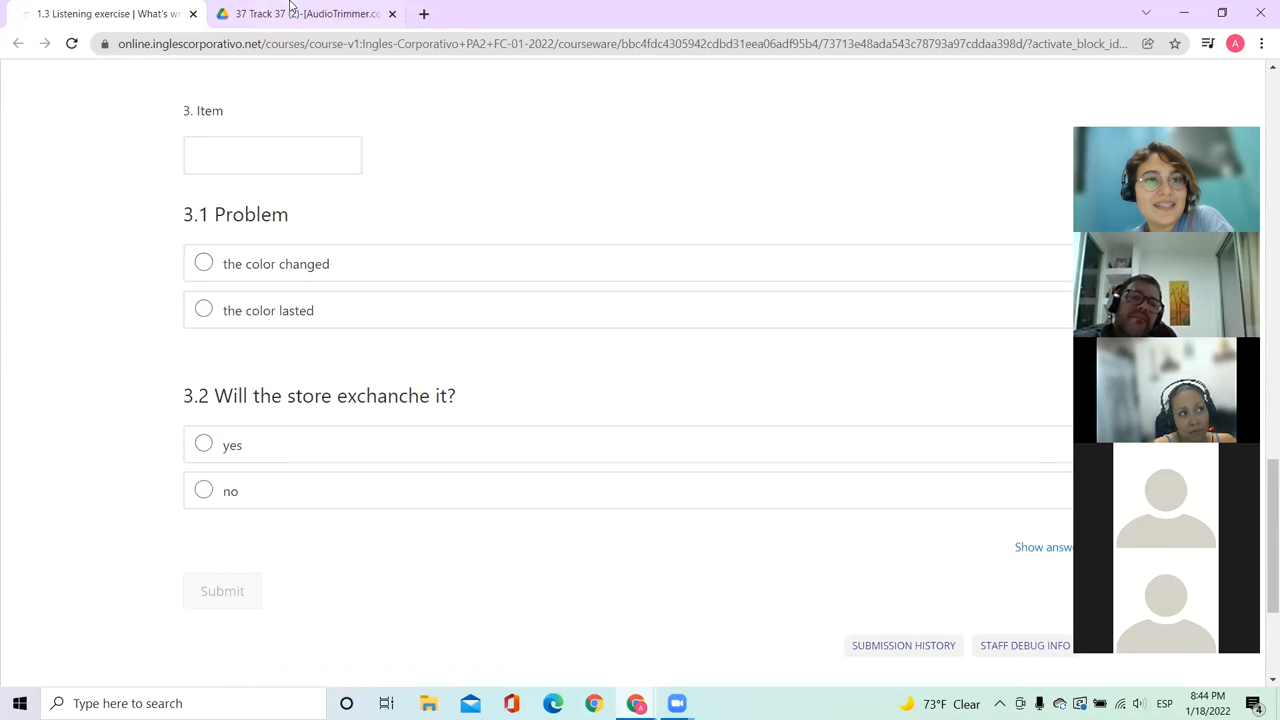 1.3 Listening exercise | What's w
37 Track 37 (2)-[AudioTrimmer.co
online.inglescorporativo.net/courses/course-v1:Ingles-Corporativo+PA2+FC-01-2022/courseware/bbc4fdc4305942cdbd31eea06adf95b4/73713e48ada543c78793a97cddaa398d/?activate_block_id...
A
3. Item
3.1 Problem
the color changed
the color lasted
3.2 Will the store exchanche it?
yes
no
Show answ
Submit
SUBMISSION HISTORY
STAFF DEBUG INFO
Type here to search
73°F Clear
ESP
8:44 PM
1/18/2022
4